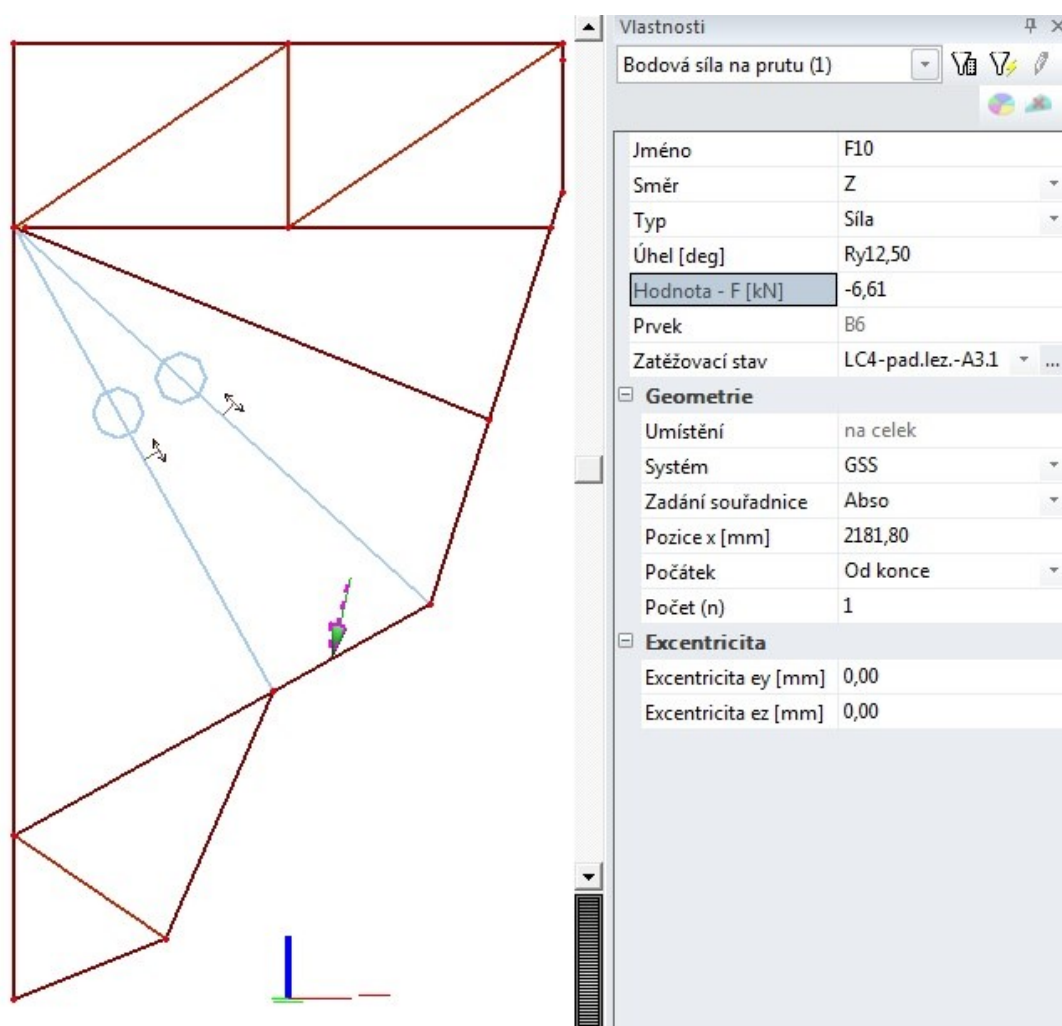 Vlastnosti
Bodová síla na prutu (1)
Jméno F10
Směr Z
Typ Síla
Úhel [deg] Ry12,50
Hodnota - F [kN] -6,61
Prvek B6
Zatěžovací stav LC4-pad.lez.-A3.1 ...
Geometrie
Umístění na celek
Systém GSS
Zadání souřadnice Abso
Pozice x [mm] 2181,80
Počátek Od konce
Počet (n) 1
Excentricita
Excentricita ey [mm] 0,00
Excentricita ez [mm] 0,00